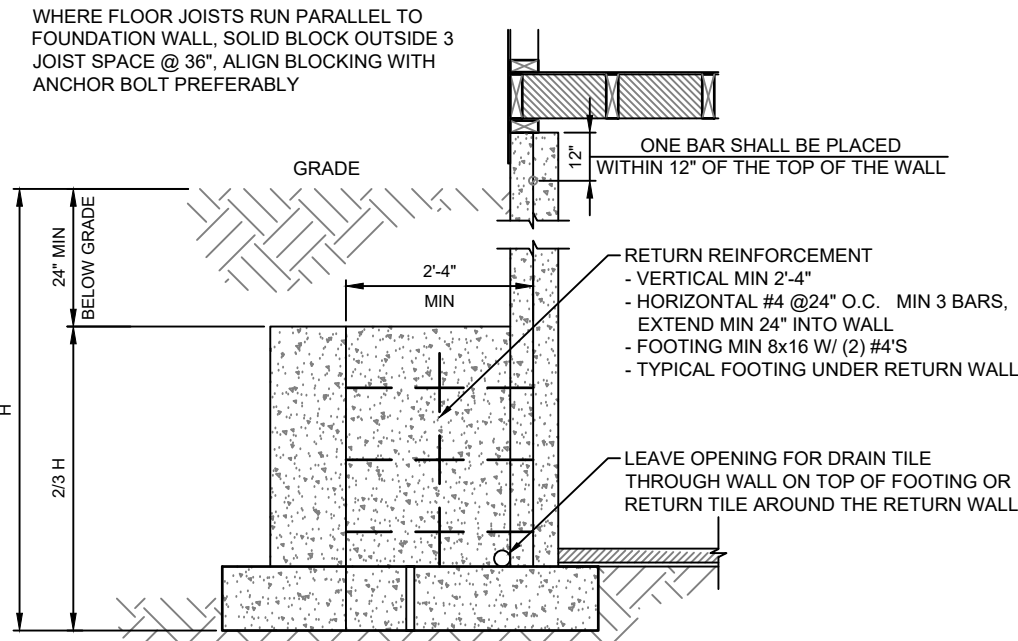 WHERE FLOOR JOISTS RUN PARALLEL TO
FOUNDATION WALL, SOLID BLOCK OUTSIDE 3
JOIST SPACE @ 36", ALIGN BLOCKING WITH
ANCHOR BOLT PREFERABLY
12"
ONE BAR SHALL BE PLACED
WITHIN 12" OF THE TOP OF THE WALL
GRADE
24" MIN
BELOW GRADE
2'-4"
MIN
RETURN REINFORCEMENT
- VERTICAL MIN 2'-4"
- HORIZONTAL #4 @24" O.C. MIN 3 BARS,
EXTEND MIN 24" INTO WALL
- FOOTING MIN 8x16 W/ (2) #4'S
- TYPICAL FOOTING UNDER RETURN WALL
H
2/3 H
LEAVE OPENING FOR DRAIN TILE
THROUGH WALL ON TOP OF FOOTING OR
RETURN TILE AROUND THE RETURN WALL